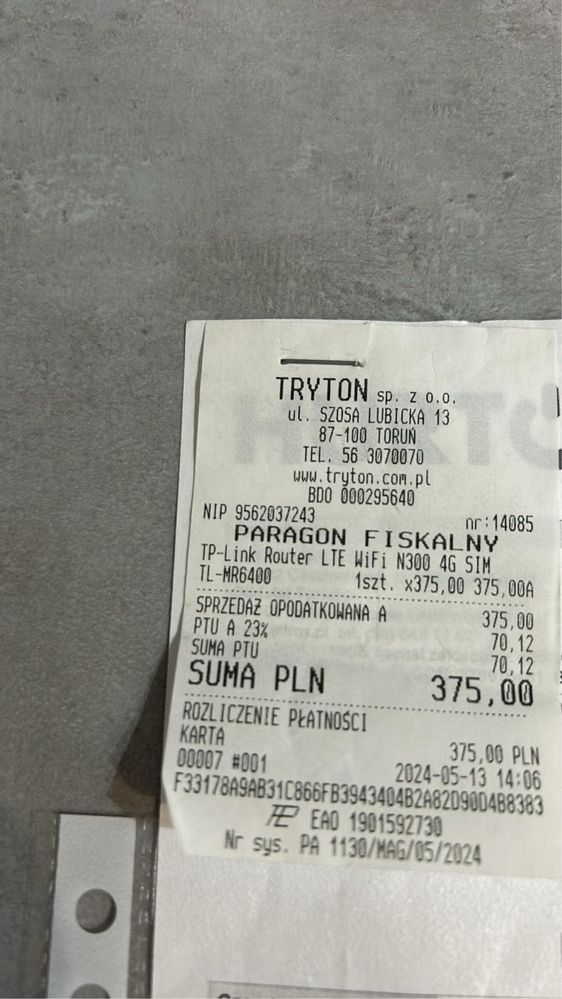 TRYTON sp. z o.o.
ul. SZOSA LUBICKA 13
87-100 TORUŃ
TEL. 56 3070070
www.tryton.com.pl
BDO 000295640
NIP 9562037243 nr:14085
PARAGON FISKALNY
TP-Link Router LTE WiFi N300 4G SIM
TL-MR6400 1szt. x375,00 375,00A
SPRZEDAŻ OPODATKOWANA A 375,00
PTU A 23% 70,12
SUMA PTU 70,12
SUMA PLN 375,00
ROZLICZENIE PŁATNOŚCI
KARTA 375,00 PLN
00007 #001 2024-05-13 14:06
F33178A9AB31C866FB3943404B2A82D90D4B8383
EAO 1901592730
Nr sys. PA 1130/MAG/05/2024